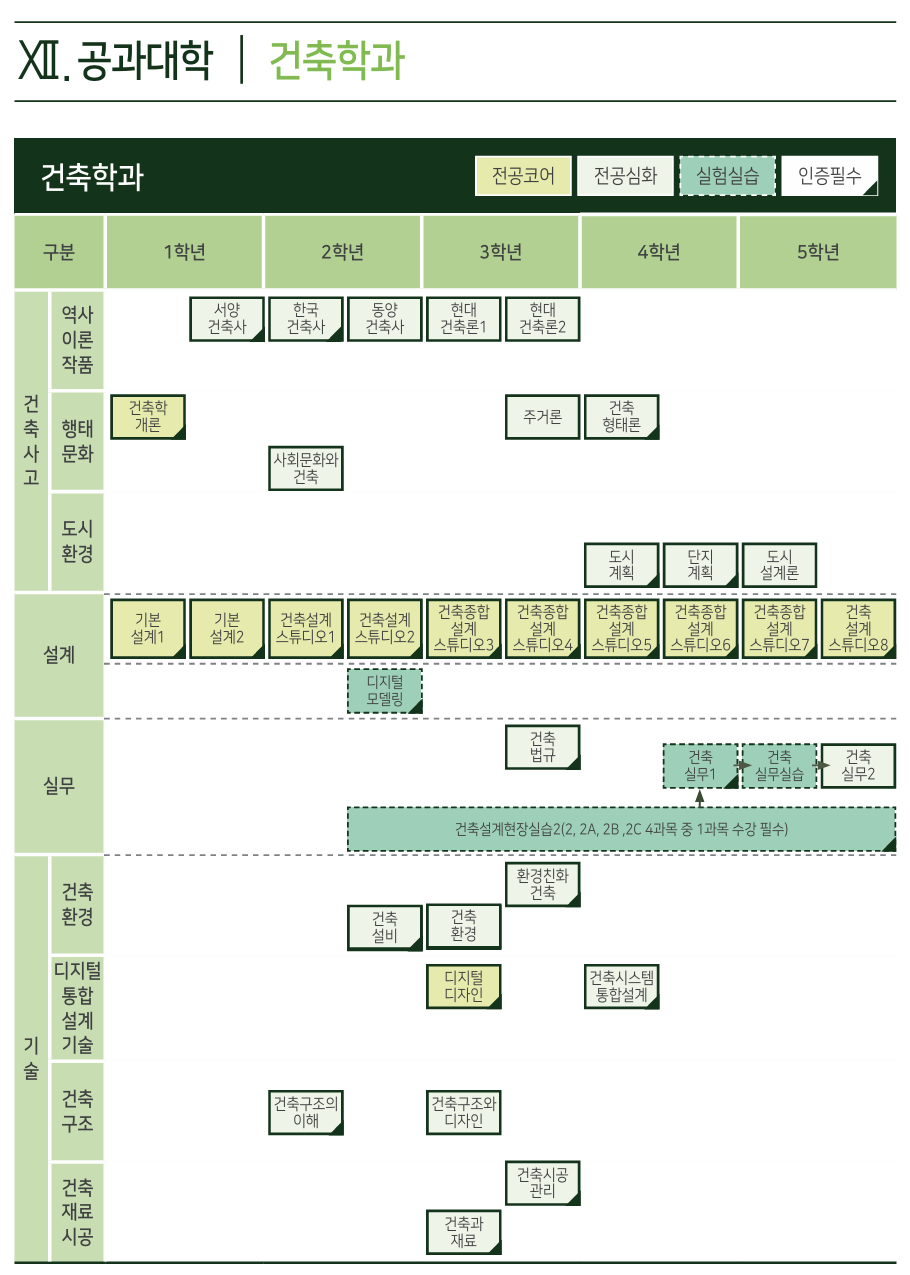 XII. 공과대학 | 건축학과
건축학과
전공코어
전공심화
실험실습
인증필수
구분
1학년
2학년
3학년
4학년
5학년
건
축
사
고
역사
이론
작품
서양
건축사
한국
건축사
동양
건축사
현대
건축론1
현대
건축론2
행태
문화
건축학
개론
주거론
건축
형태론
사회문화와
건축
도시
환경
도시
계획
단지
계획
도시
설계론
설계
기본
설계1
기본
설계2
건축설계
스튜디오1
건축설계
스튜디오2
건축종합
설계
스튜디오3
건축종합
설계
스튜디오4
건축종합
설계
스튜디오5
건축종합
설계
스튜디오6
건축종합
설계
스튜디오7
건축
설계
스튜디오8
디지털
모델링
실무
건축
법규
건축
실무1
건축
실무실습
건축
실무2
건축설계현장실습2(2, 2A, 2B ,2C 4과목 중 1과목 수강 필수)
기
술
건축
환경
환경친화
건축
건축
설비
건축
환경
디지털
통합
설계
기술
디지털
디자인
건축시스템
통합설계
건축
구조
건축구조의
이해
건축구조와
디자인
건축
재료
시공
건축시공
관리
건축과
재료